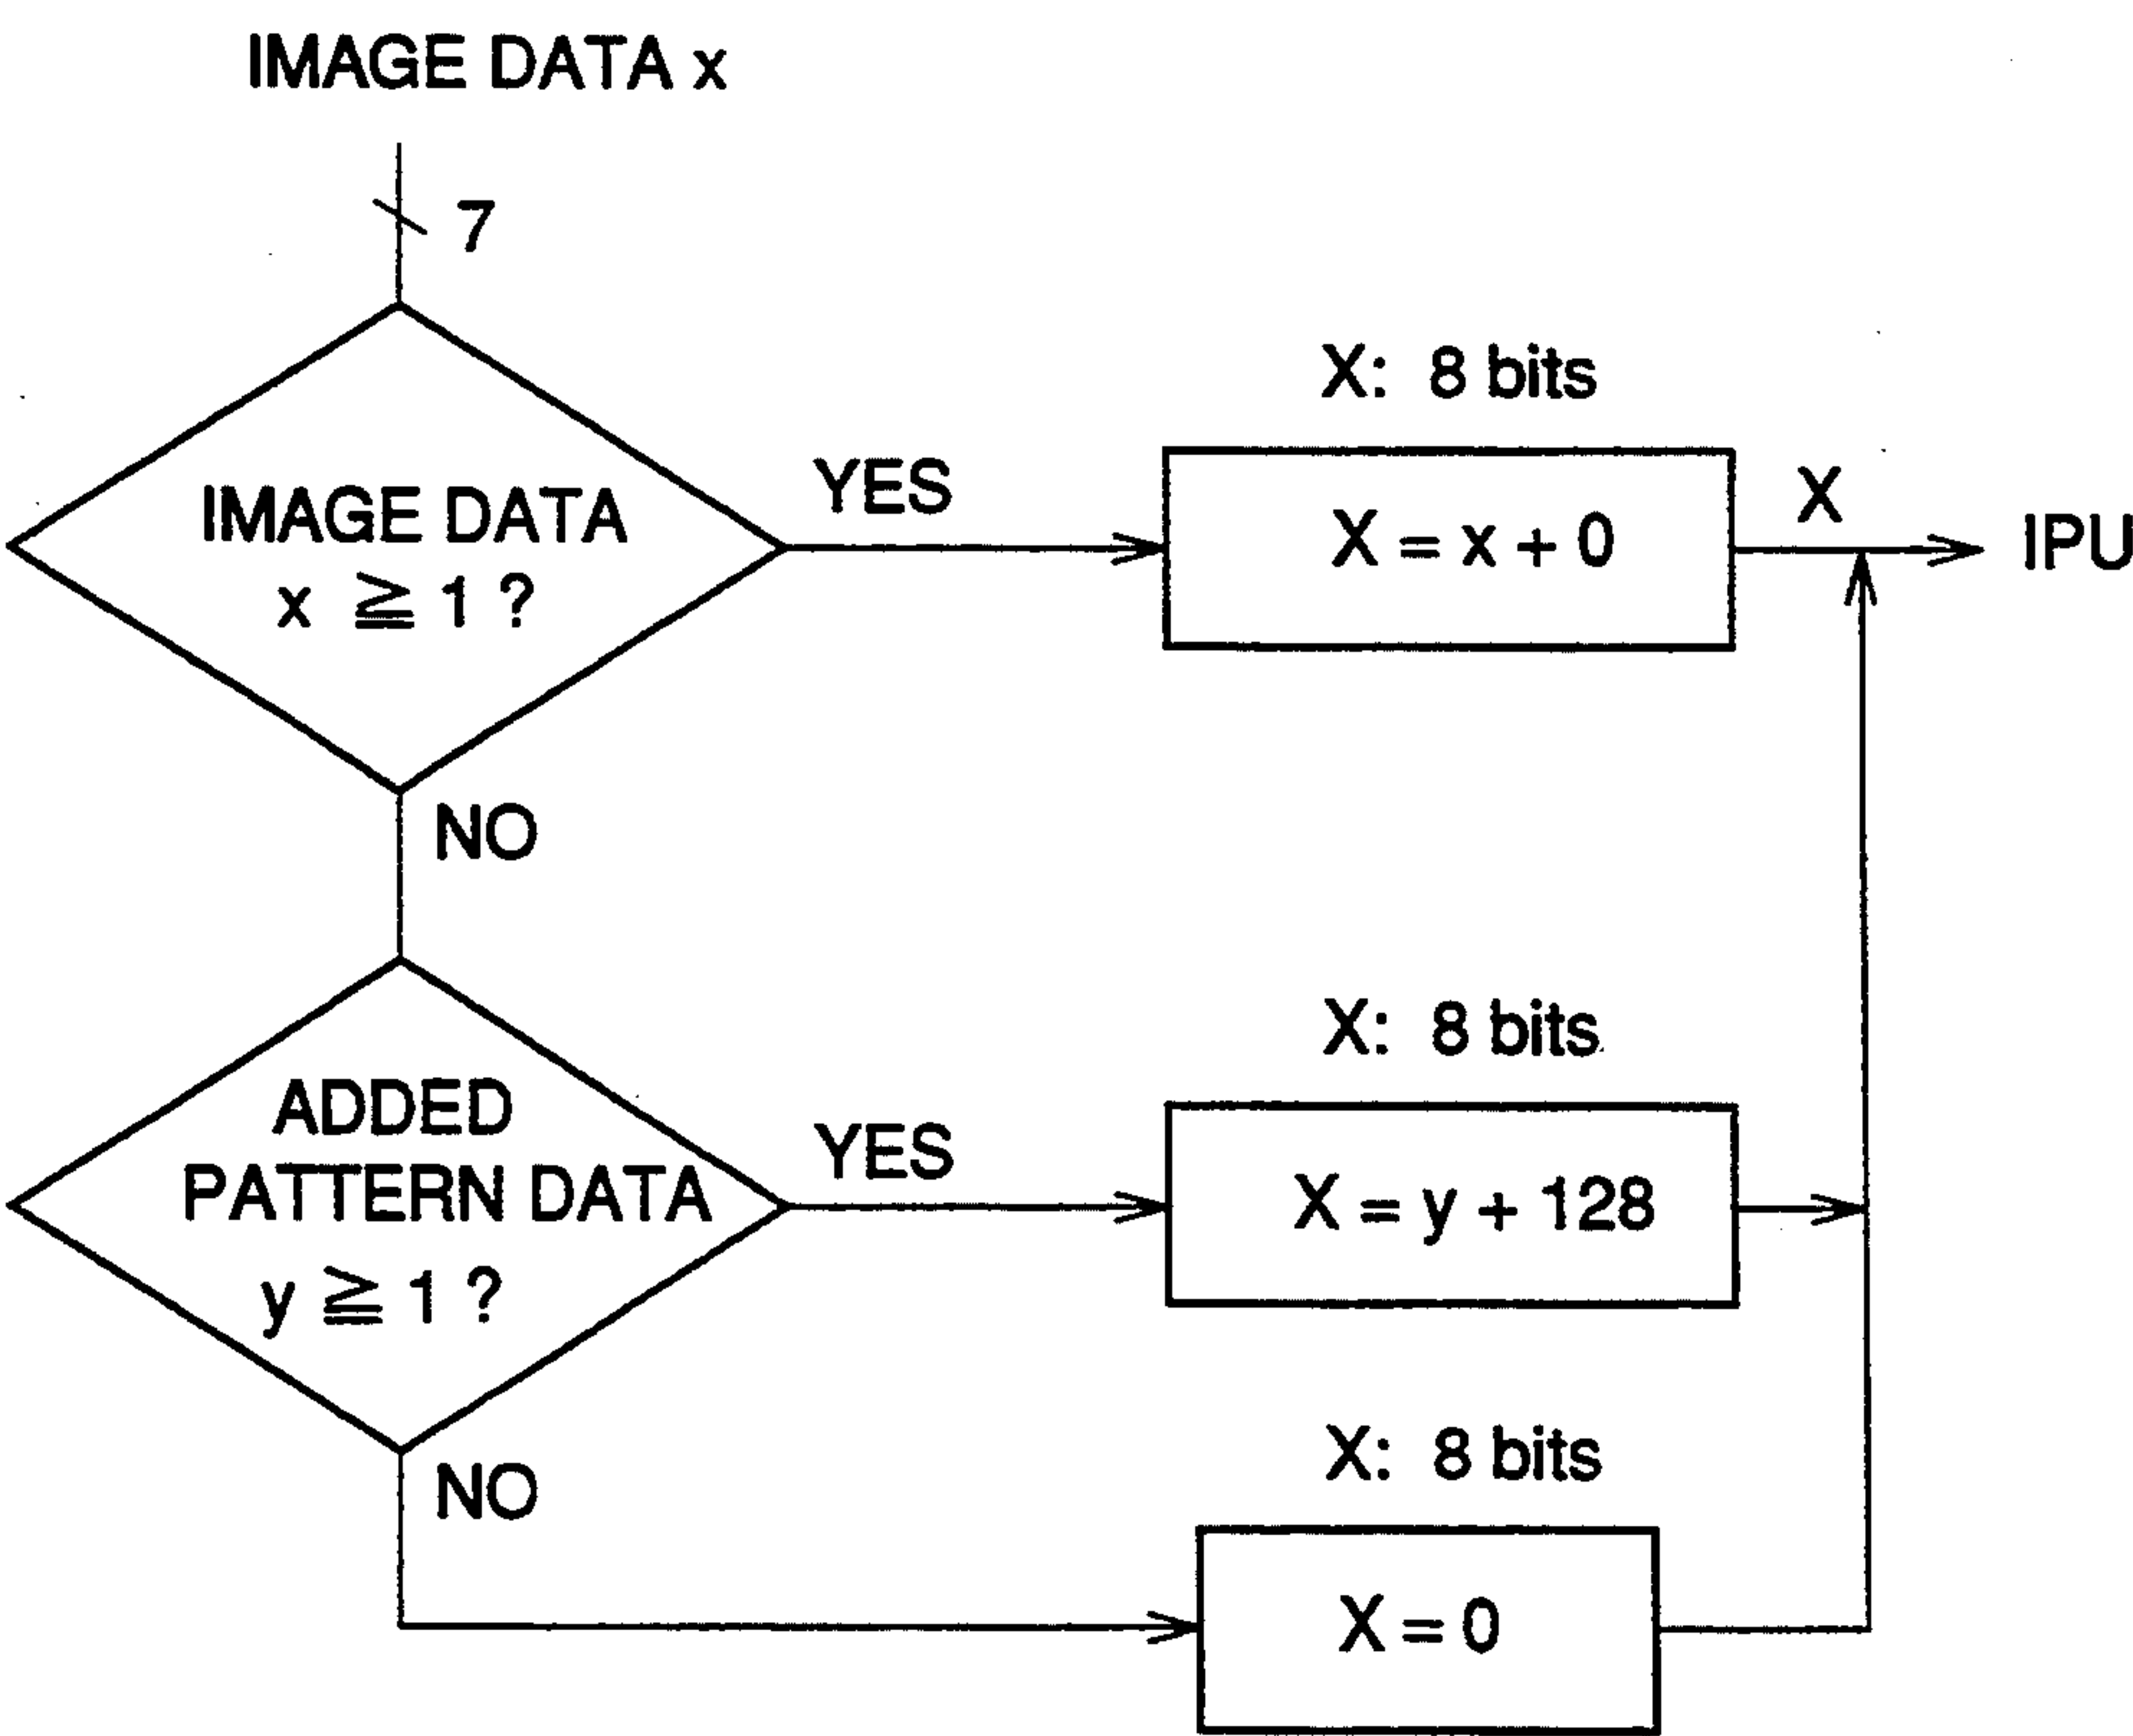 IMAGE DATA x
7
IMAGE DATA
x ≧ 1 ?
YES
X: 8 bits
X = x + 0
X
IPU
NO
ADDED
PATTERN DATA
y ≧ 1 ?
YES
X: 8 bits
X = y + 128
NO
X: 8 bits
X = 0